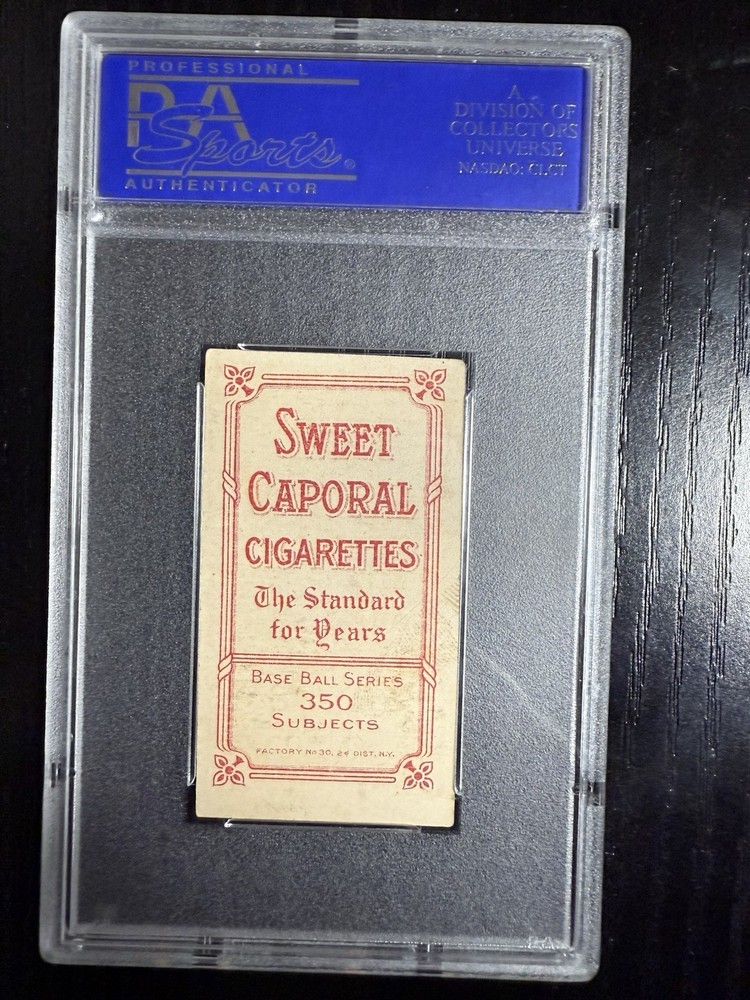 PROFESSIONAL
PSA
Sports
AUTHENTICATOR
A
DIVISION OF
COLLECTORS
UNIVERSE
NASDAQ: CLCT
SWEET
CAPORAL
CIGARETTES
The Standard
for Years
BASE BALL SERIES
350
SUBJECTS
FACTORY No 30, 2d DIST. N.Y.